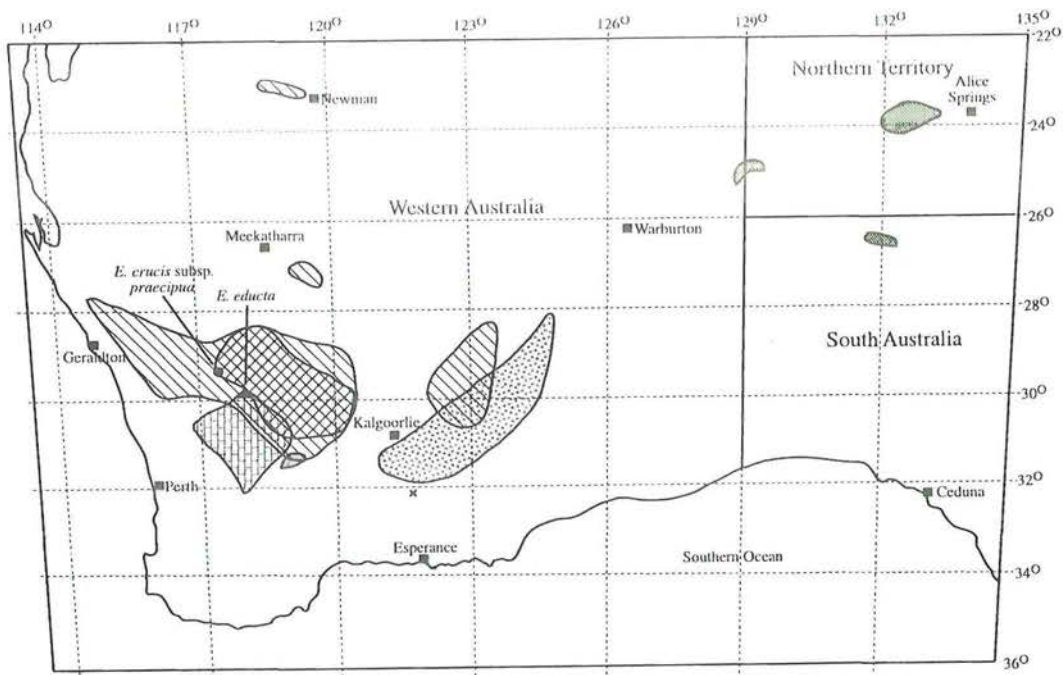 114° 117° 120° 123° 126° 129° 132° 135°
-22°
Northern Territory
Alice
Springs
Newman
-24°
Western Australia
Warburton
-26°
Meekatharra
E. crucis subsp.
praecipua
E. educta
-28°
South Australia
Geraldton
-30°
Kalgoorlie
Perth
-32°
Ceduna
Esperance
Southern Ocean
-34°
36°